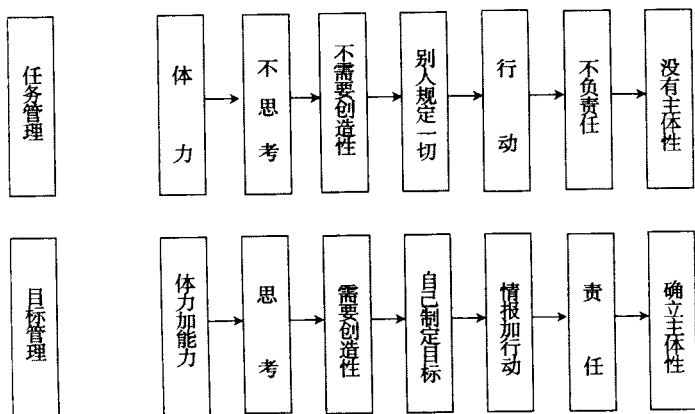 任务管理
体力
不思考
不需要创造性
别人规定一切
行动
不负责任
没有主体性
目标管理
体力加能力
思考
需要创造性
自己制定目标
情报加行动
责任
确立主体性